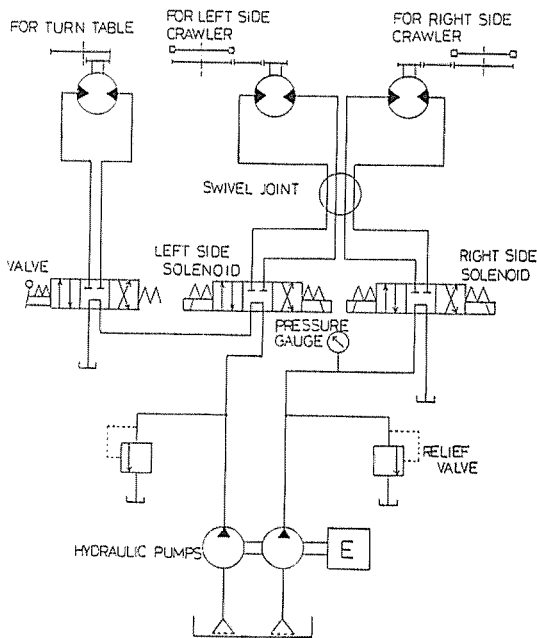 FOR TURN TABLE
FOR LEFT SIDE
CRAWLER
FOR RIGHT SIDE
CRAWLER
SWIVEL JOINT
VALVE
LEFT SIDE
SOLENOID
RIGHT SIDE
SOLENOID
PRESSURE
GAUGE
RELIEF
VALVE
HYDRAULIC PUMPS
E